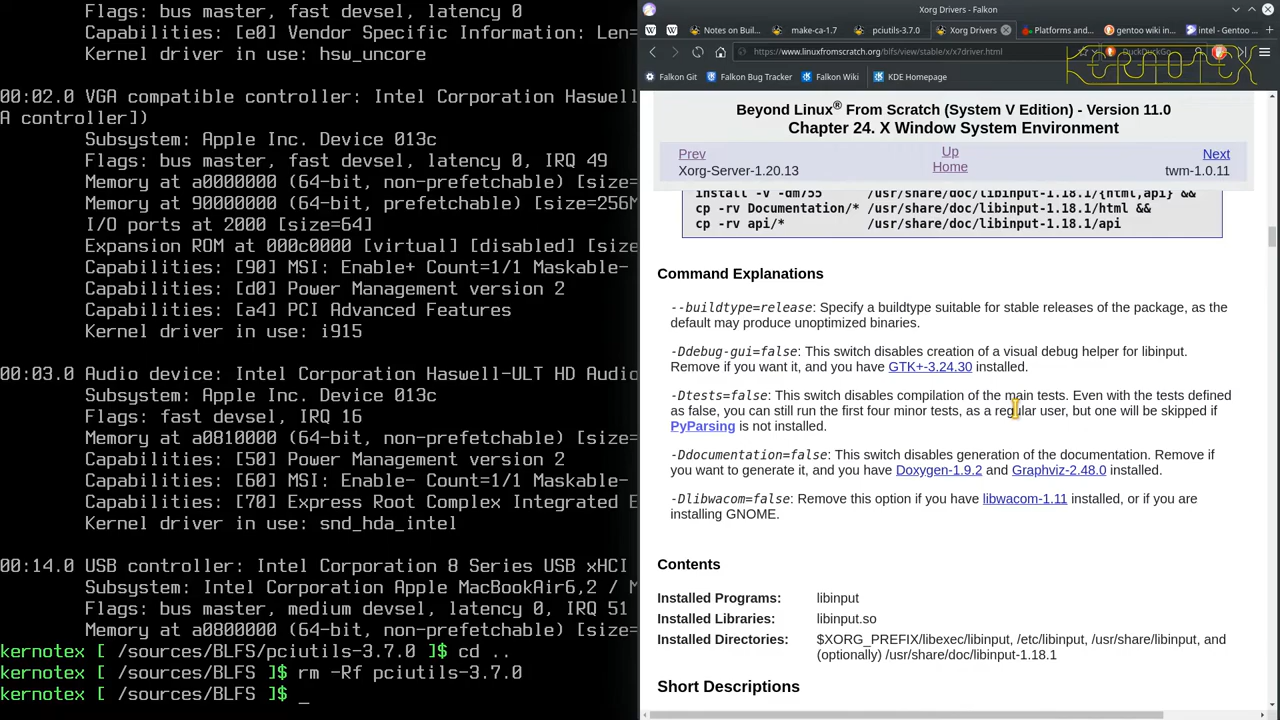 Flags: bus master, fast devsel, latency 0
Capabilities: [e0] Vendor Specific Information: Len=
Kernel driver in use: hsw_uncore
00:02.0 VGA compatible controller: Intel Corporation Haswell
A controller])
Subsystem: Apple Inc. Device 013c
Flags: bus master, fast devsel, latency 0, IRQ 49
Memory at a0000000 (64-bit, non-prefetchable) [size=
Memory at 90000000 (64-bit, prefetchable) [size=256M
I/O ports at 2000 [size=64]
Expansion ROM at 000c0000 [virtual] [disabled] [size
Capabilities: [90] MSI: Enable+ Count=1/1 Maskable-
Capabilities: [d0] Power Management version 2
Capabilities: [a4] PCI Advanced Features
Kernel driver in use: i915
00:03.0 Audio device: Intel Corporation Haswell-ULT HD Audio
Subsystem: Apple Inc. Device 013c
Flags: fast devsel, IRQ 16
Memory at a0810000 (64-bit, non-prefetchable) [size=
Capabilities: [50] Power Management version 2
Capabilities: [60] MSI: Enable- Count=1/1 Maskable-
Capabilities: [70] Express Root Complex Integrated E
Kernel driver in use: snd_hda_intel
00:14.0 USB controller: Intel Corporation 8 Series USB xHCI
Subsystem: Intel Corporation Apple MacBookAir6,2 / M
Flags: bus master, medium devsel, latency 0, IRQ 51
Memory at a0800000 (64-bit, non-prefetchable) [size=
kernotex [ /sources/BLFS/pciutils-3.7.0 ]$ cd ..
kernotex [ /sources/BLFS ]$ rm -Rf pciutils-3.7.0
kernotex [ /sources/BLFS ]$ _
Xorg Drivers - Falkon
Notes on Buil... make-ca-1.7 pciutils-3.7.0 Xorg Drivers Platforms and... gentoo wiki in... intel - Gentoo ...
https://www.linuxfromscratch.org/blfs/view/stable/x/x7driver.html DuckDuckGo
KERNOTEX
Falkon Git Falkon Bug Tracker Falkon Wiki KDE Homepage
Beyond Linux® From Scratch (System V Edition) - Version 11.0
Chapter 24. X Window System Environment
Prev Up Next
Xorg-Server-1.20.13 Home twm-1.0.11
install -v -dm755 /usr/share/doc/libinput-1.18.1/{html,api} &&
cp -rv Documentation/* /usr/share/doc/libinput-1.18.1/html &&
cp -rv api/* /usr/share/doc/libinput-1.18.1/api
Command Explanations
--buildtype=release: Specify a buildtype suitable for stable releases of the package, as the
default may produce unoptimized binaries.
-Ddebug-gui=false: This switch disables creation of a visual debug helper for libinput.
Remove if you want it, and you have GTK+-3.24.30 installed.
-Dtests=false: This switch disables compilation of the main tests. Even with the tests defined
as false, you can still run the first four minor tests, as a regular user, but one will be skipped if
PyParsing is not installed.
-Ddocumentation=false: This switch disables generation of the documentation. Remove if
you want to generate it, and you have Doxygen-1.9.2 and Graphviz-2.48.0 installed.
-Dlibwacom=false: Remove this option if you have libwacom-1.11 installed, or if you are
installing GNOME.
Contents
Installed Programs: libinput
Installed Libraries: libinput.so
Installed Directories: $XORG_PREFIX/libexec/libinput, /etc/libinput, /usr/share/libinput, and
(optionally) /usr/share/doc/libinput-1.18.1
Short Descriptions